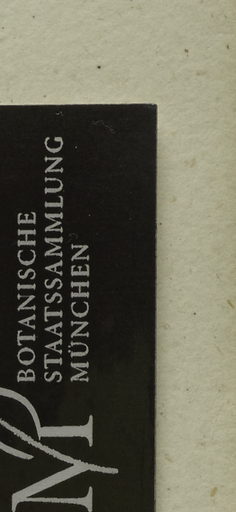 BOTANISCHE
STAATSSAMMLUNG
MÜNCHEN
M